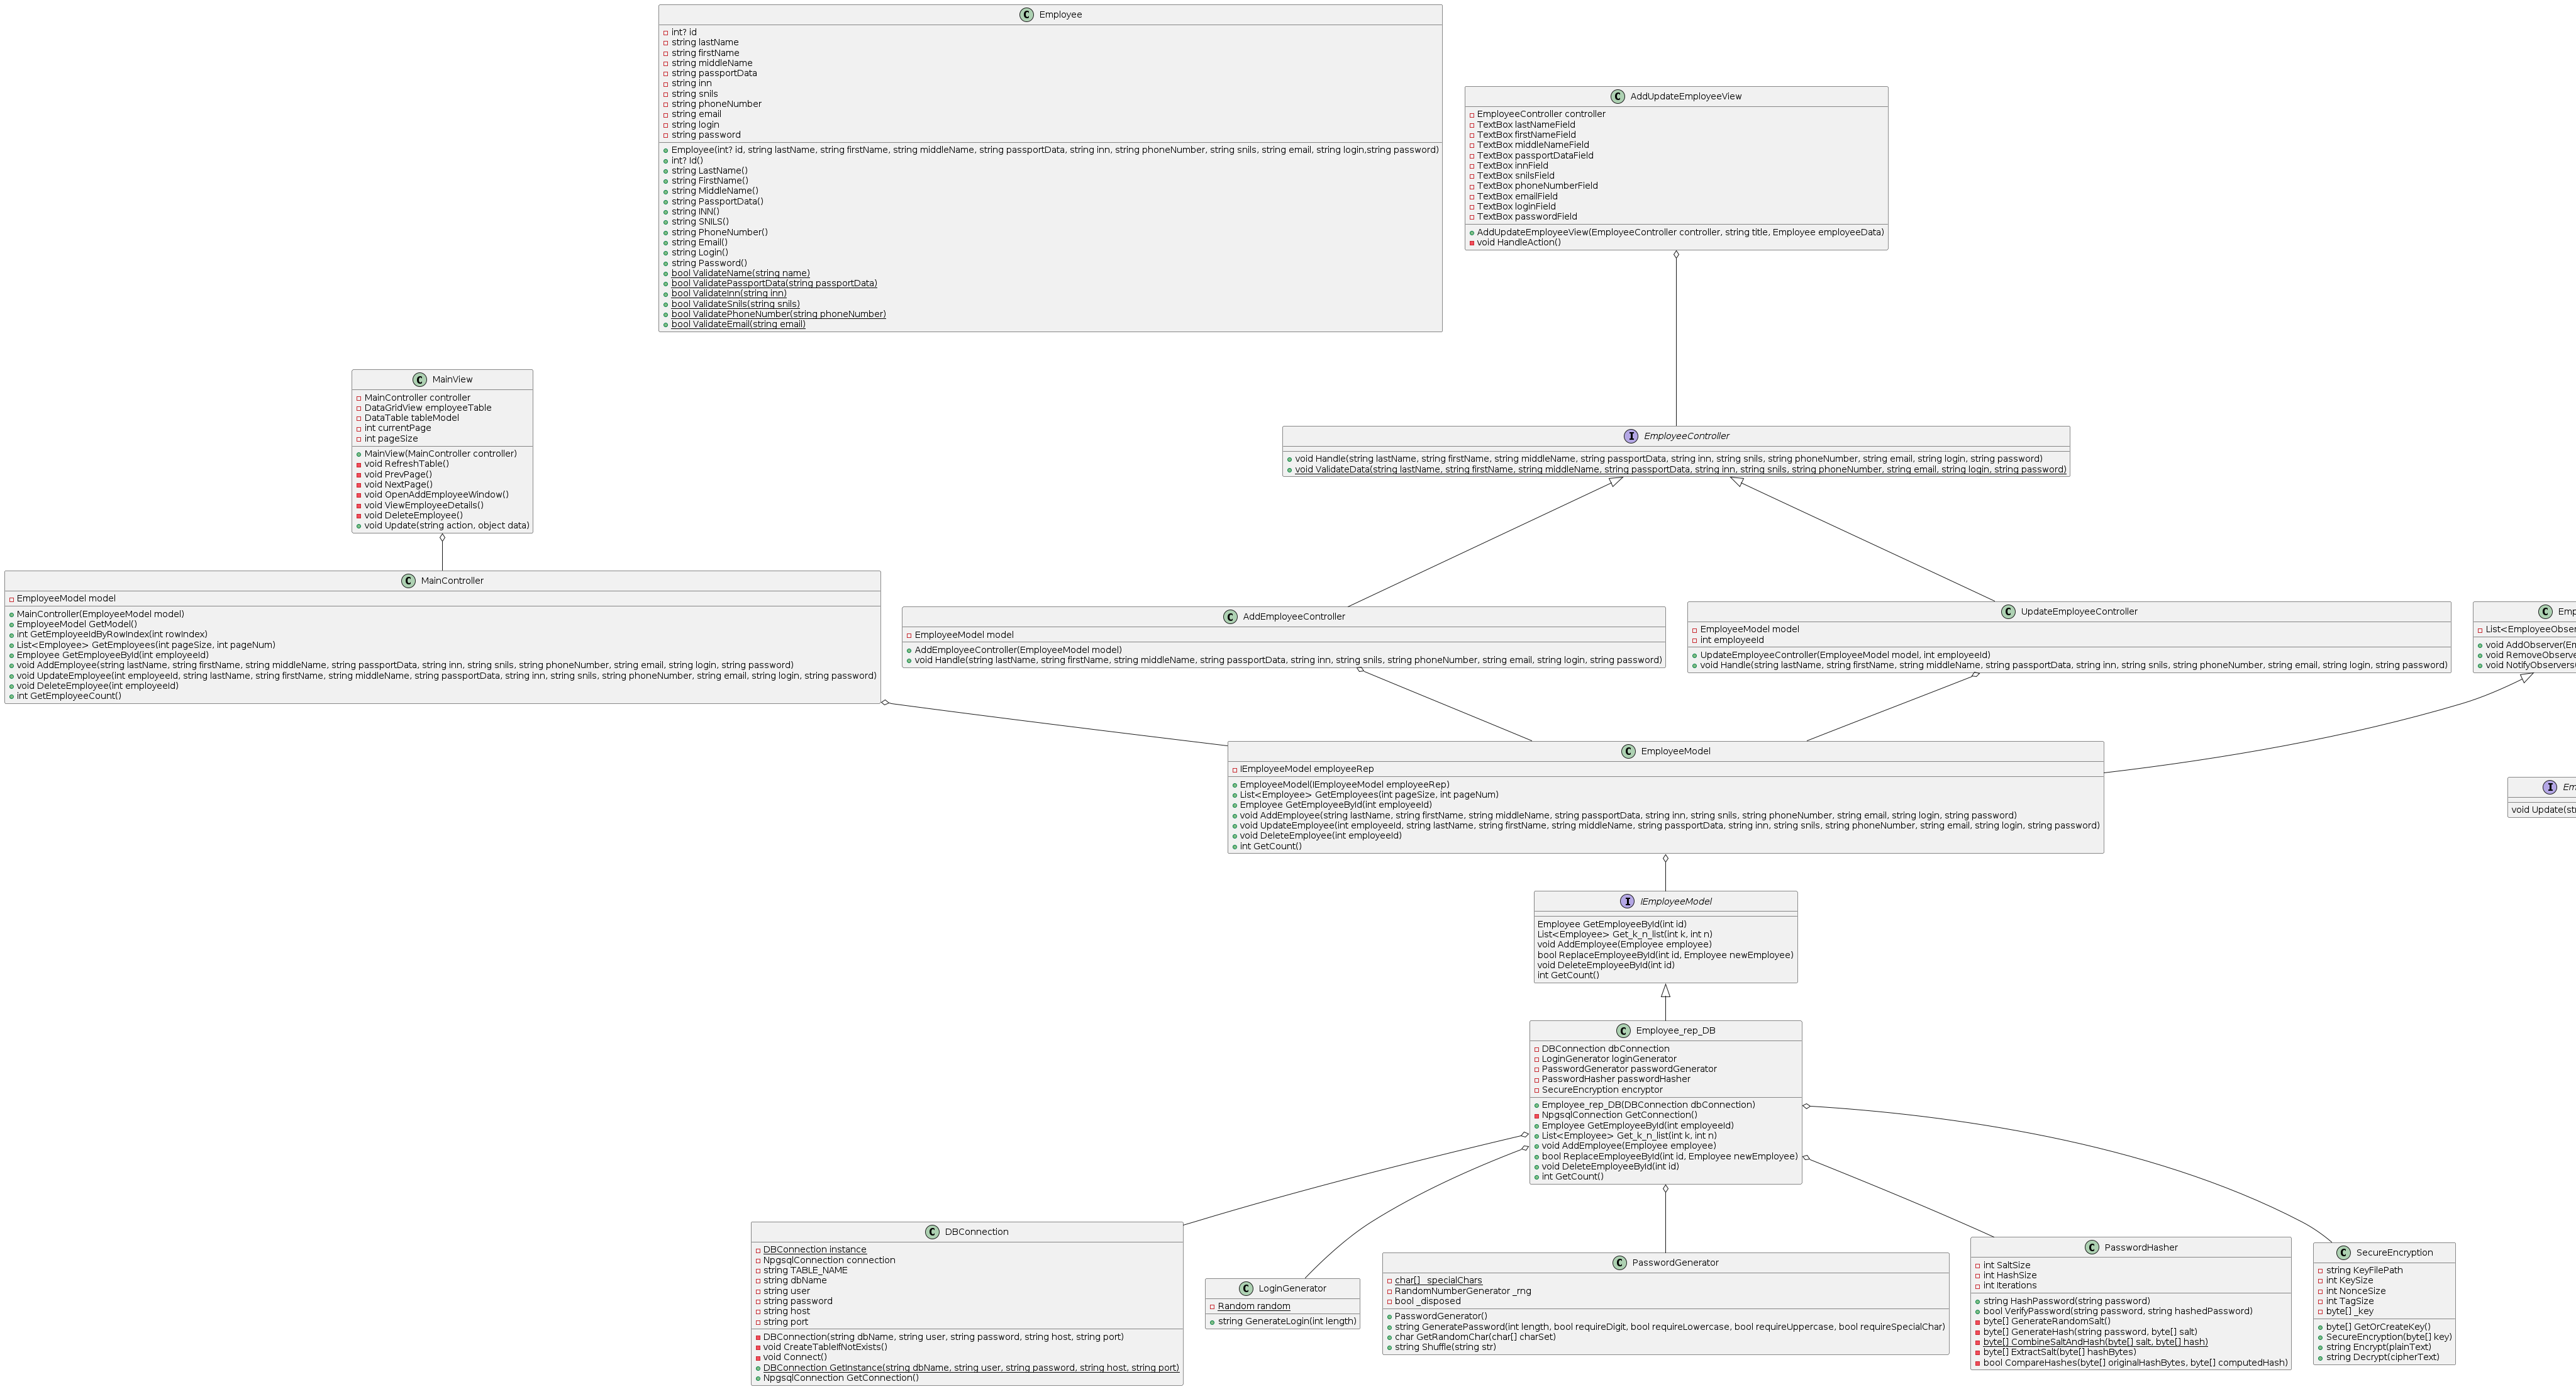 Employee
int? id
string lastName
string firstName
string middleName
string passportData
string inn
string snils
string phoneNumber
string email
string login
string password
Employee(int? id, string lastName, string firstName, string middleName, string passportData, string inn, string phoneNumber, string snils, string email, string login,string password)
int? Id()
string LastName()
string FirstName()
string MiddleName()
string PassportData()
string INN()
string SNILS()
string PhoneNumber()
string Email()
string Login()
string Password()
bool ValidateName(string name)
bool ValidatePassportData(string passportData)
bool ValidateInn(string inn)
bool ValidateSnils(string snils)
bool ValidatePhoneNumber(string phoneNumber)
bool ValidateEmail(string email)
AddUpdateEmployeeView
EmployeeController controller
TextBox lastNameField
TextBox firstNameField
TextBox middleNameField
TextBox passportDataField
TextBox innField
TextBox snilsField
TextBox phoneNumberField
TextBox emailField
TextBox loginField
TextBox passwordField
AddUpdateEmployeeView(EmployeeController controller, string title, Employee employeeData)
void HandleAction()
MainView
MainController controller
DataGridView employeeTable
DataTable tableModel
int currentPage
int pageSize
MainView(MainController controller)
void RefreshTable()
void PrevPage()
void NextPage()
void OpenAddEmployeeWindow()
void ViewEmployeeDetails()
void DeleteEmployee()
void Update(string action, object data)
EmployeeController
void Handle(string lastName, string firstName, string middleName, string passportData, string inn, string snils, string phoneNumber, string email, string login, string password)
void ValidateData(string lastName, string firstName, string middleName, string passportData, string inn, string snils, string phoneNumber, string email, string login, string password)
MainController
EmployeeModel model
MainController(EmployeeModel model)
EmployeeModel GetModel()
int GetEmployeeIdByRowIndex(int rowIndex)
List<Employee> GetEmployees(int pageSize, int pageNum)
Employee GetEmployeeById(int employeeId)
void AddEmployee(string lastName, string firstName, string middleName, string passportData, string inn, string snils, string phoneNumber, string email, string login, string password)
void UpdateEmployee(int employeeId, string lastName, string firstName, string middleName, string passportData, string inn, string snils, string phoneNumber, string email, string login, string password)
void DeleteEmployee(int employeeId)
int GetEmployeeCount()
AddEmployeeController
EmployeeModel model
AddEmployeeController(EmployeeModel model)
void Handle(string lastName, string firstName, string middleName, string passportData, string inn, string snils, string phoneNumber, string email, string login, string password)
UpdateEmployeeController
EmployeeModel model
int employeeId
UpdateEmployeeController(EmployeeModel model, int employeeId)
void Handle(string lastName, string firstName, string middleName, string passportData, string inn, string snils, string phoneNumber, string email, string login, string password)
Emp
List<EmployeeObser
void AddObserver(Em
void RemoveObserve
void NotifyObservers
EmployeeModel
IEmployeeModel employeeRep
EmployeeModel(IEmployeeModel employeeRep)
List<Employee> GetEmployees(int pageSize, int pageNum)
Employee GetEmployeeById(int employeeId)
void AddEmployee(string lastName, string firstName, string middleName, string passportData, string inn, string snils, string phoneNumber, string email, string login, string password)
void UpdateEmployee(int employeeId, string lastName, string firstName, string middleName, string passportData, string inn, string snils, string phoneNumber, string email, string login, string password)
void DeleteEmployee(int employeeId)
int GetCount()
Em
void Update(str
IEmployeeModel
Employee GetEmployeeById(int id)
List<Employee> Get_k_n_list(int k, int n)
void AddEmployee(Employee employee)
bool ReplaceEmployeeById(int id, Employee newEmployee)
void DeleteEmployeeById(int id)
int GetCount()
Employee_rep_DB
DBConnection dbConnection
LoginGenerator loginGenerator
PasswordGenerator passwordGenerator
PasswordHasher passwordHasher
SecureEncryption encryptor
Employee_rep_DB(DBConnection dbConnection)
NpgsqlConnection GetConnection()
Employee GetEmployeeById(int employeeId)
List<Employee> Get_k_n_list(int k, int n)
void AddEmployee(Employee employee)
bool ReplaceEmployeeById(int id, Employee newEmployee)
void DeleteEmployeeById(int id)
int GetCount()
DBConnection
DBConnection instance
NpgsqlConnection connection
string TABLE_NAME
string dbName
string user
string password
string host
string port
DBConnection(string dbName, string user, string password, string host, string port)
void CreateTableIfNotExists()
void Connect()
DBConnection GetInstance(string dbName, string user, string password, string host, string port)
NpgsqlConnection GetConnection()
LoginGenerator
Random random
string GenerateLogin(int length)
PasswordGenerator
char[] _specialChars
RandomNumberGenerator _rng
bool _disposed
PasswordGenerator()
string GeneratePassword(int length, bool requireDigit, bool requireLowercase, bool requireUppercase, bool requireSpecialChar)
char GetRandomChar(char[] charSet)
string Shuffle(string str)
PasswordHasher
int SaltSize
int HashSize
int Iterations
string HashPassword(string password)
bool VerifyPassword(string password, string hashedPassword)
byte[] GenerateRandomSalt()
byte[] GenerateHash(string password, byte[] salt)
byte[] CombineSaltAndHash(byte[] salt, byte[] hash)
byte[] ExtractSalt(byte[] hashBytes)
bool CompareHashes(byte[] originalHashBytes, byte[] computedHash)
SecureEncryption
string KeyFilePath
int KeySize
int NonceSize
int TagSize
byte[] _key
byte[] GetOrCreateKey()
SecureEncryption(byte[] key)
string Encrypt(plainText)
string Decrypt(cipherText)